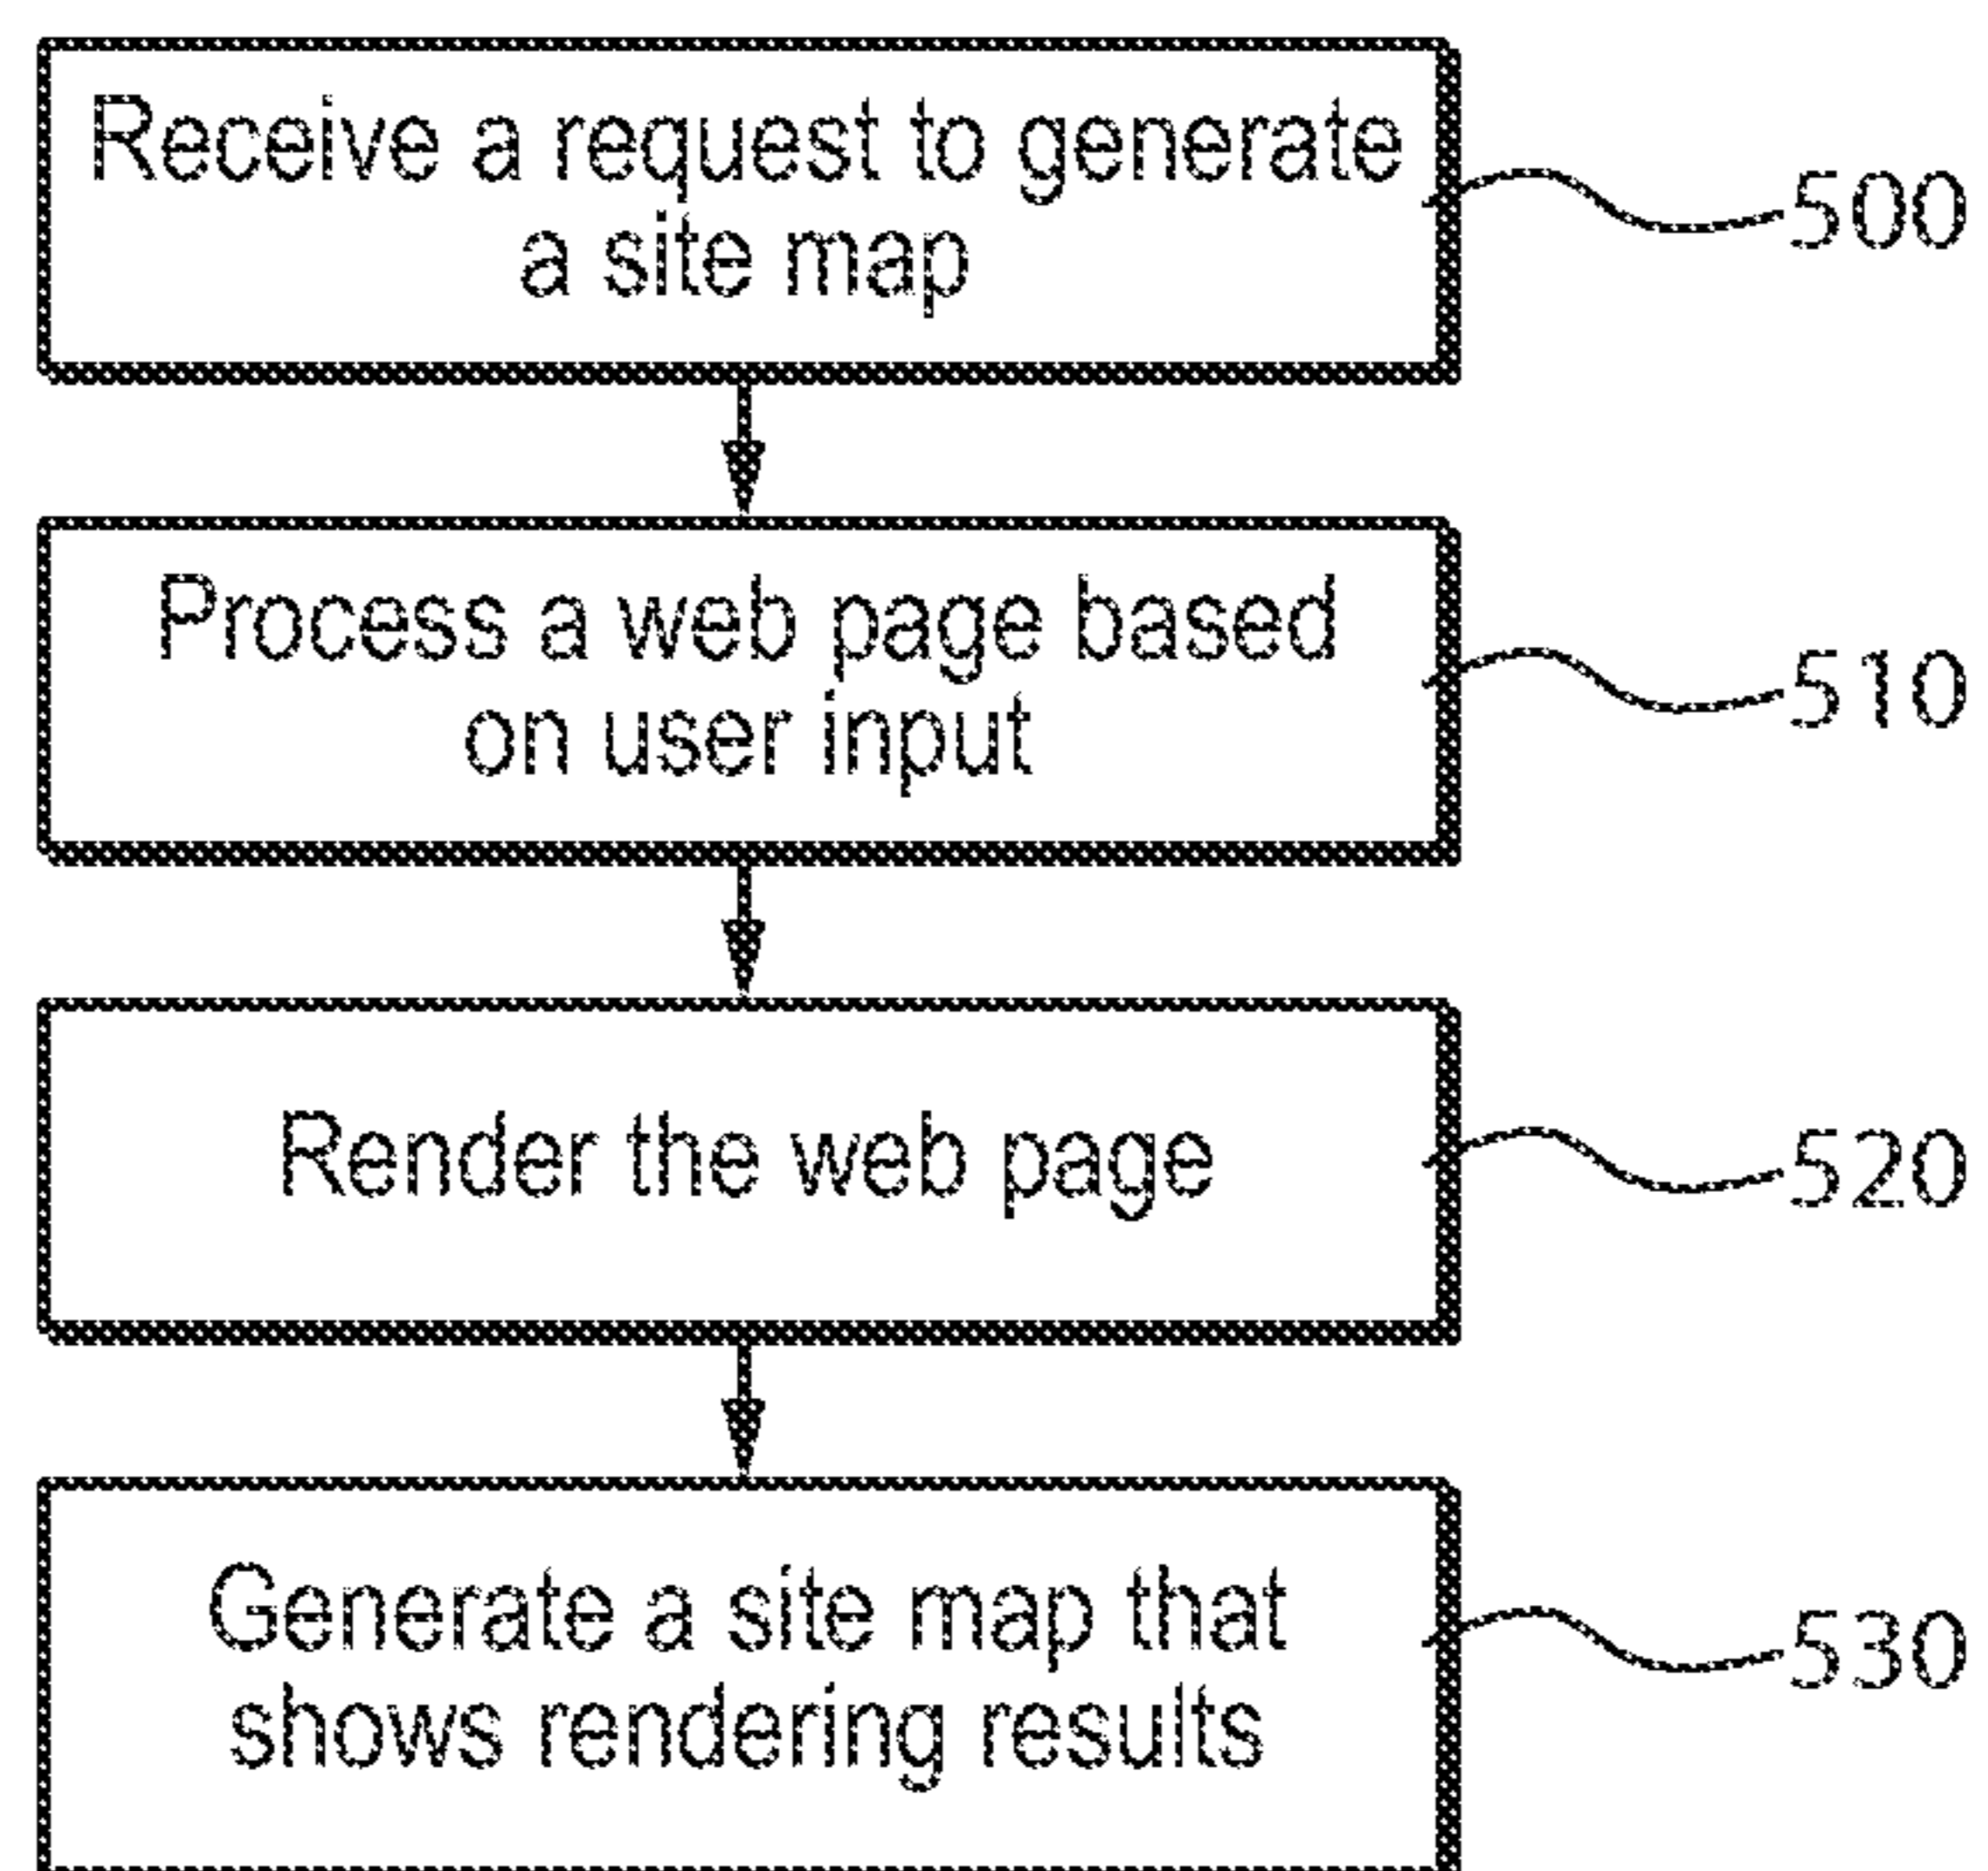 Receive a request to generate
a site map
500
Process a web page based
on user input
510
Render the web page
520
Generate a site map that
shows rendering results
530